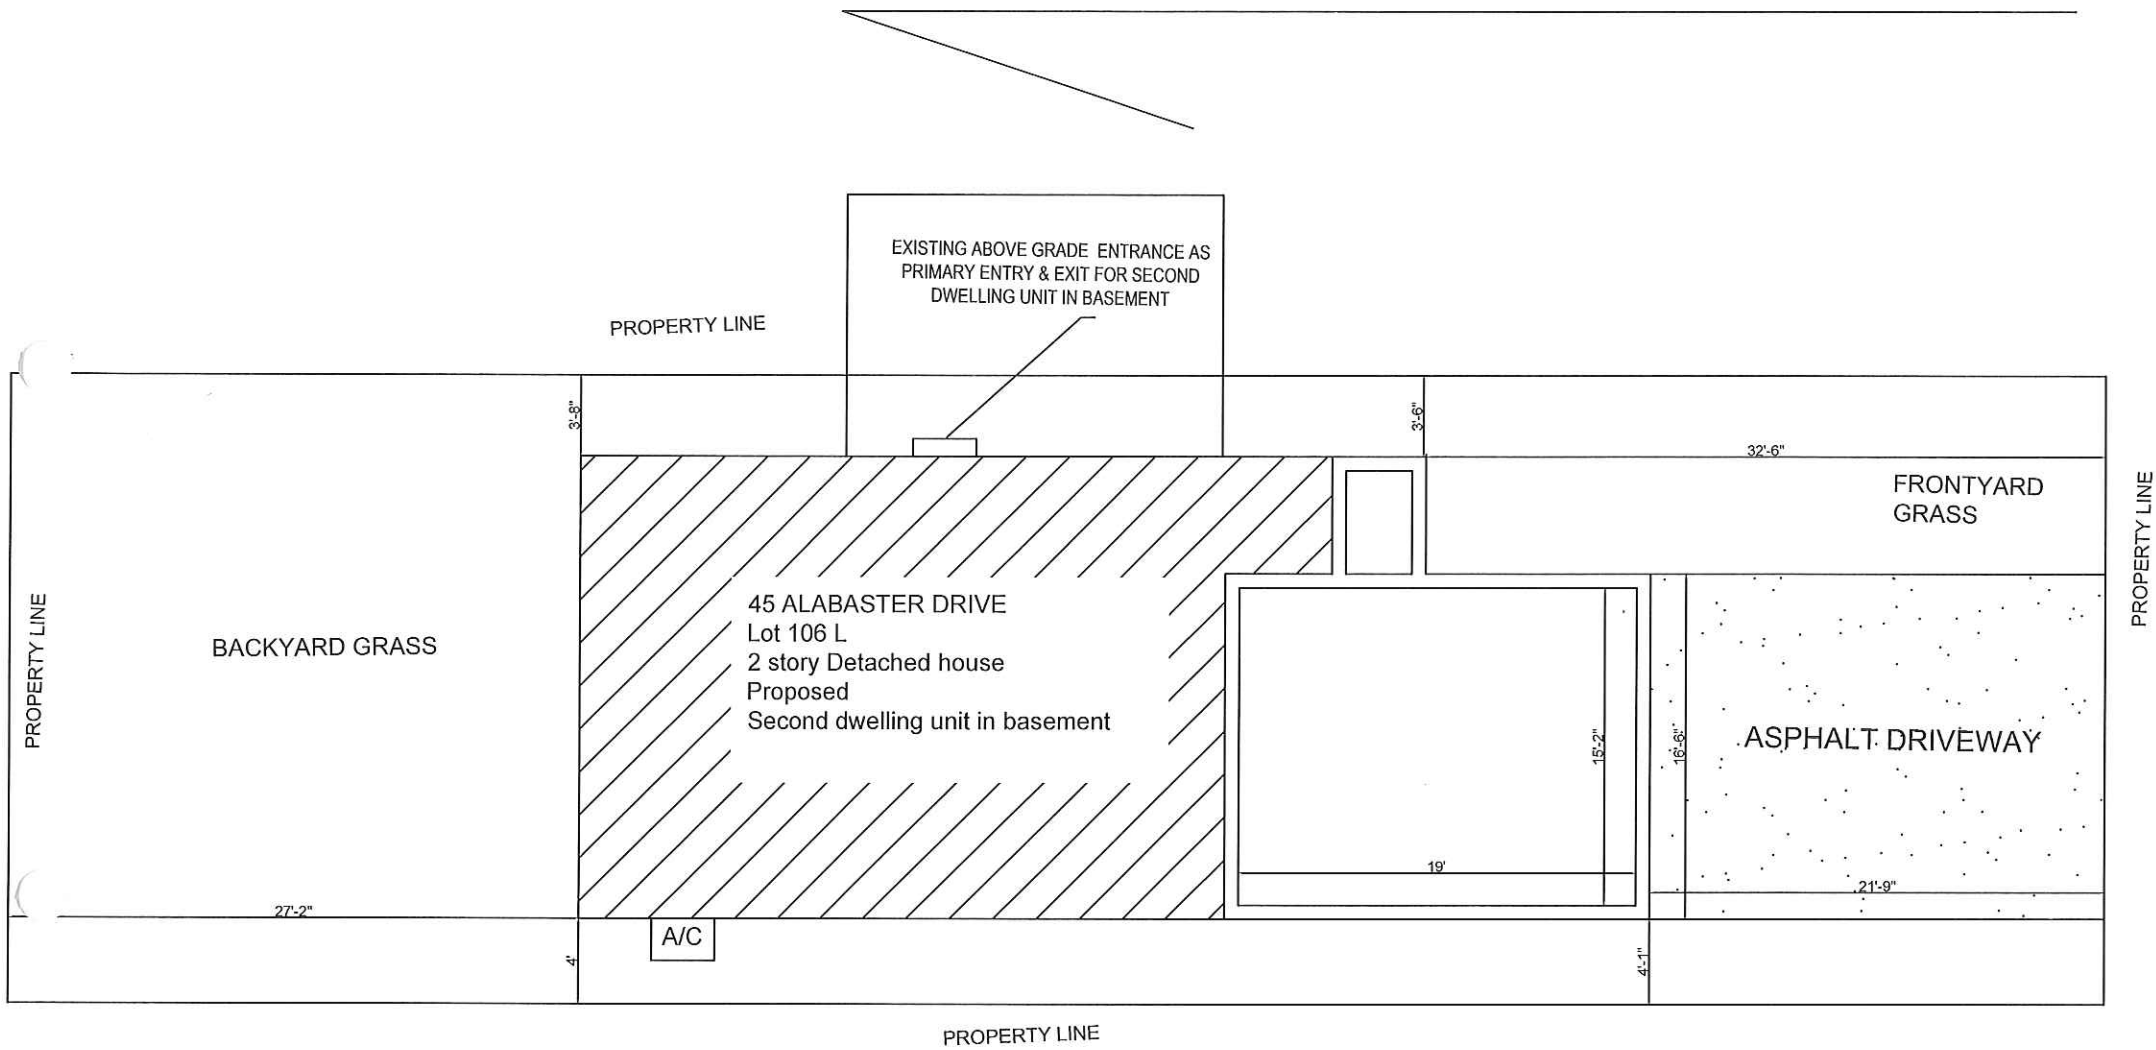 EXISTING ABOVE GRADE ENTRANCE AS
PRIMARY ENTRY & EXIT FOR SECOND
DWELLING UNIT IN BASEMENT
PROPERTY LINE
3'-8"
3'-6"
32'-6"
FRONTYARD
GRASS
PROPERTY LINE
PROPERTY LINE
BACKYARD GRASS
45 ALABASTER DRIVE
Lot 106 L
2 story Detached house
Proposed
Second dwelling unit in basement
15'-2"
16'-6"
ASPHALT DRIVEWAY
19'
21'-9"
27'-2"
A/C
4'
4'-1"
PROPERTY LINE